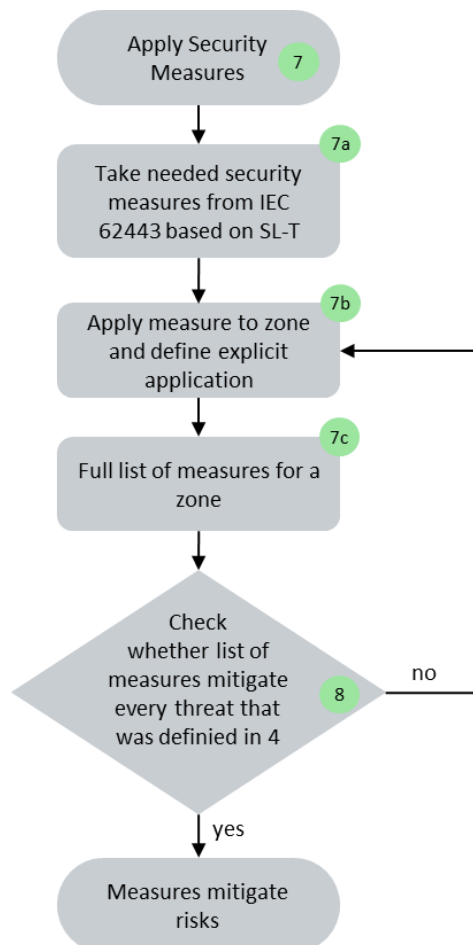 Apply Security
Measures
7
7a
Take needed security
measures from IEC
62443 based on SL-T
7b
Apply measure to zone
and define explicit
application
7c
Full list of measures for a
zone
Check
whether list of
measures mitigate
every threat that
was definied in 4
8
no
yes
Measures mitigate
risks